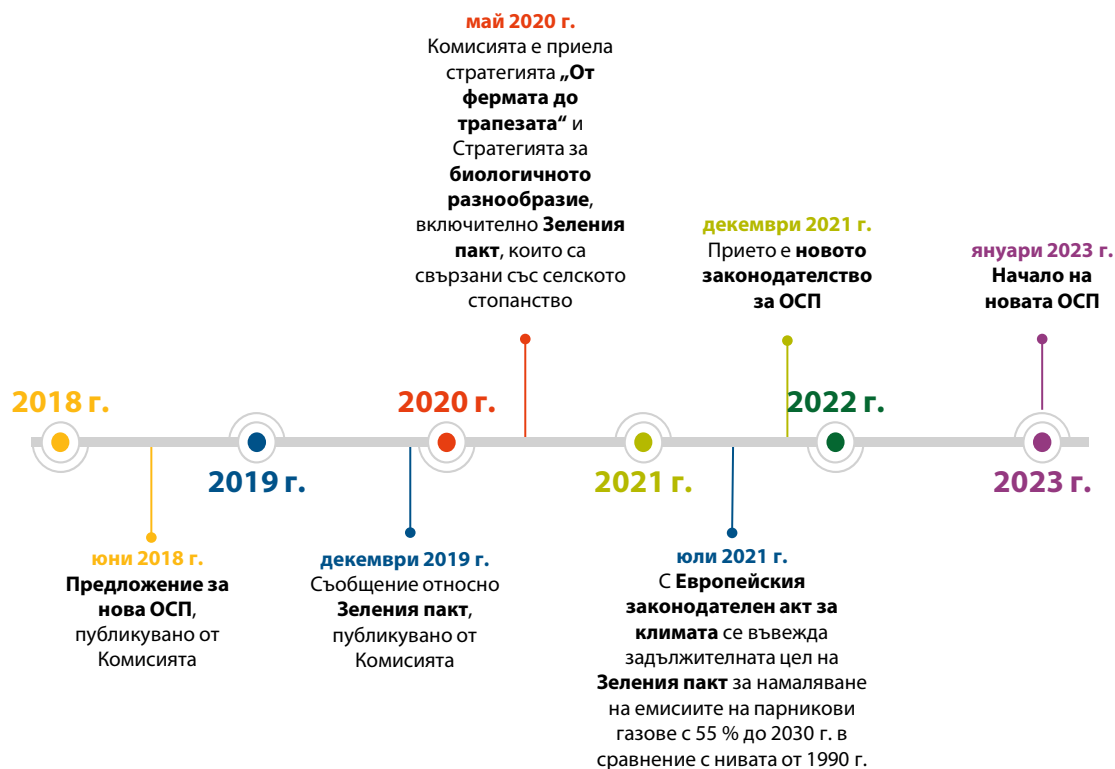 май 2020 г.
Комисията е приела
стратегията „От
фермата до
трапезата“ и
Стратегията за
биологичното
разнообразие,
включително Зеления
пакт, които са
свързани със селското
стопанство
декември 2021 г.
Прието е новото
законодателство
за ОСП
януари 2023 г.
Начало на
новата ОСП
2018 г.
2019 г.
2020 г.
2021 г.
2022 г.
2023 г.
юни 2018 г.
Предложение за
нова ОСП,
публикувано от
Комисията
декември 2019 г.
Съобщение относно
Зеления пакт,
публикувано от
Комисията
юли 2021 г.
С Европейския
законодателен акт за
климата се въвежда
задължителната цел на
Зеления пакт за намаляване
на емисиите на парникови
газове с 55 % до 2030 г. в
сравнение с нивата от 1990 г.